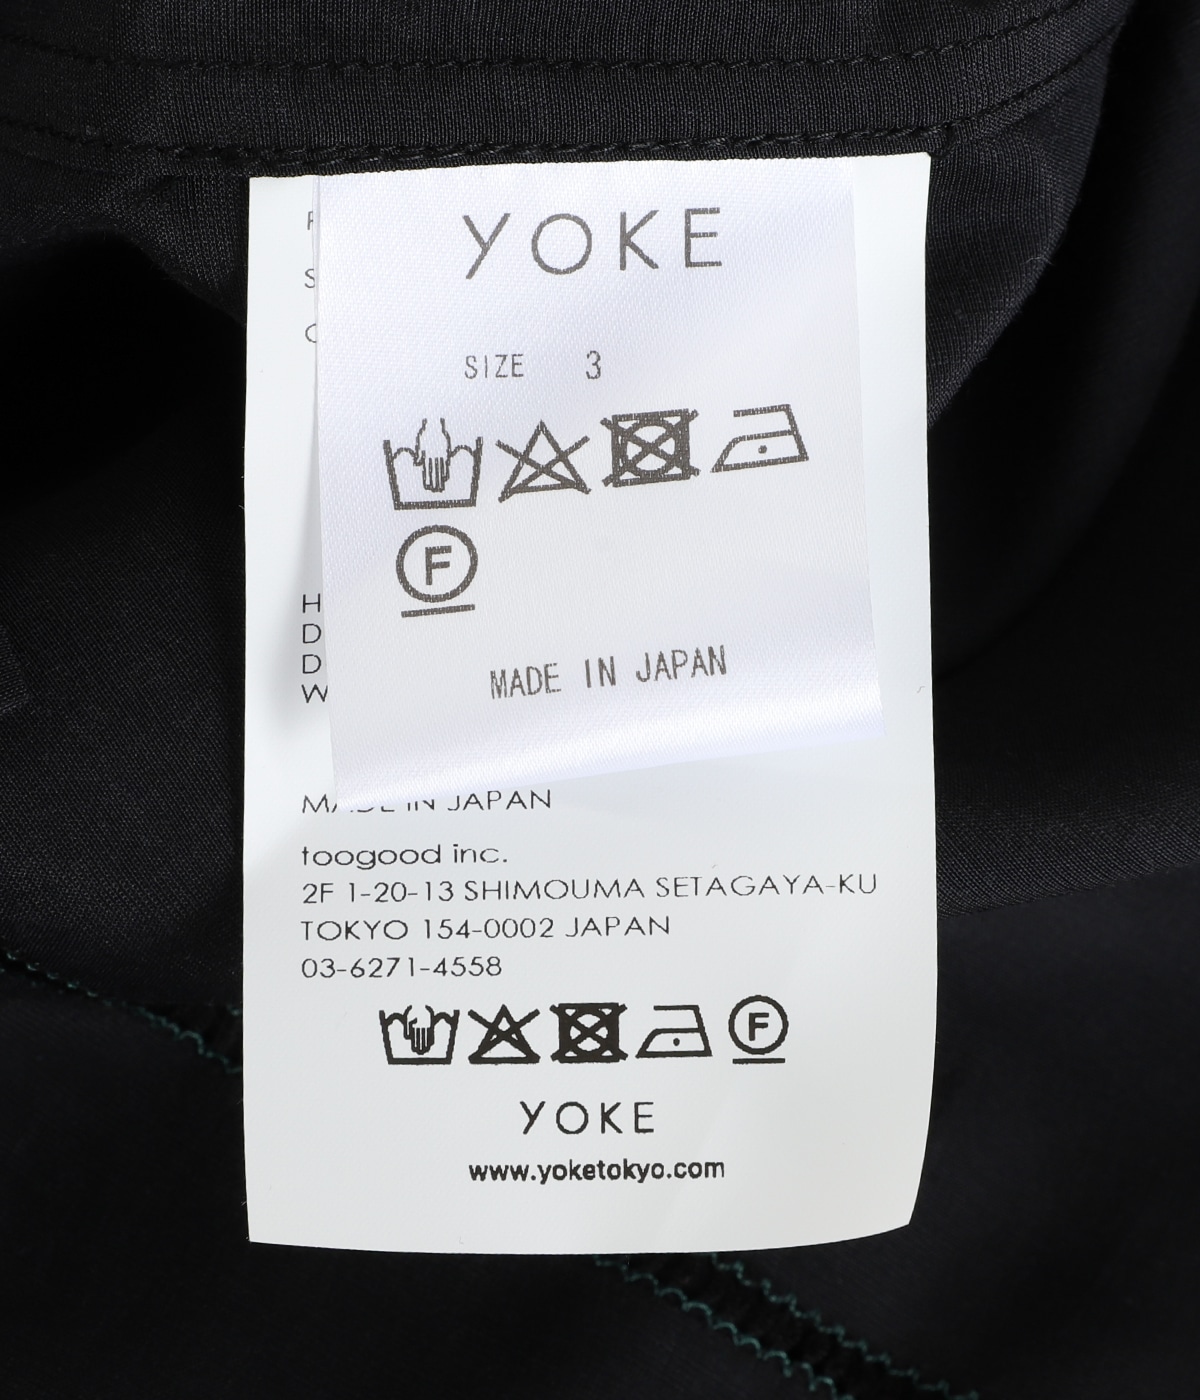 YOKE
SIZE 3
F
MADE IN JAPAN
IN JAPAN
toogood inc.
2F 1-20-13 SHIMOUMA SETAGAYA-KU
TOKYO 154-0002 JAPAN
03-6271-4558
F
YOKE
www.yoketokyo.com